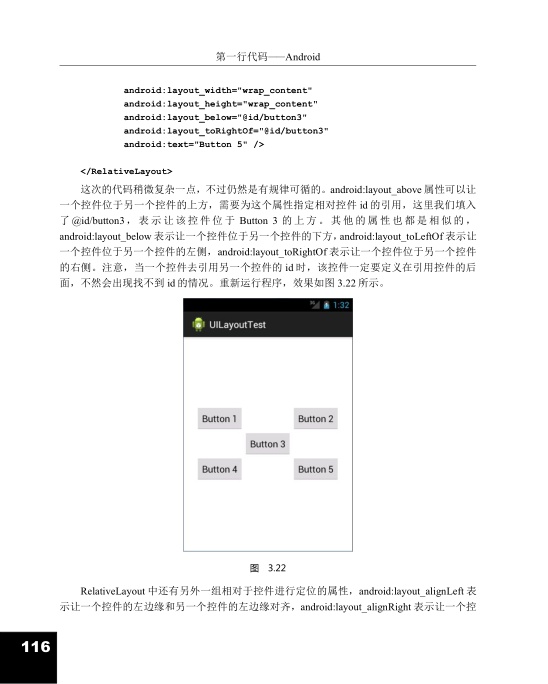 第一行代码——Android
android:layout_width="wrap_content"
android:layout_height="wrap_content"
android:layout_below="@id/button3"
android:layout_toRightOf="@id/button3"
android:text="Button 5" />
</RelativeLayout>
这次的代码稍微复杂一点，不过仍然是有规律可循的。android:layout_above 属性可以让
一个控件位于另一个控件的上方，需要为这个属性指定相对控件 id 的引用，这里我们填入
了@id/button3，表示让该控件位于 Button 3 的上方。其他的属性也都是相似的，
android:layout_below 表示让一个控件位于另一个控件的下方，android:layout_toLeftOf 表示让
一个控件位于另一个控件的左侧，android:layout_toRightOf 表示让一个控件位于另一个控件
的右侧。注意，当一个控件去引用另一个控件的 id 时，该控件一定要定义在引用控件的后
面，不然会出现找不到 id 的情况。重新运行程序，效果如图 3.22 所示。
1:32
UILayoutTest
Button 1 Button 2
Button 3
Button 4 Button 5
图 3.22
RelativeLayout 中还有另外一组相对于控件进行定位的属性，android:layout_alignLeft 表
示让一个控件的左边缘和另一个控件的左边缘对齐，android:layout_alignRight 表示让一个控
116